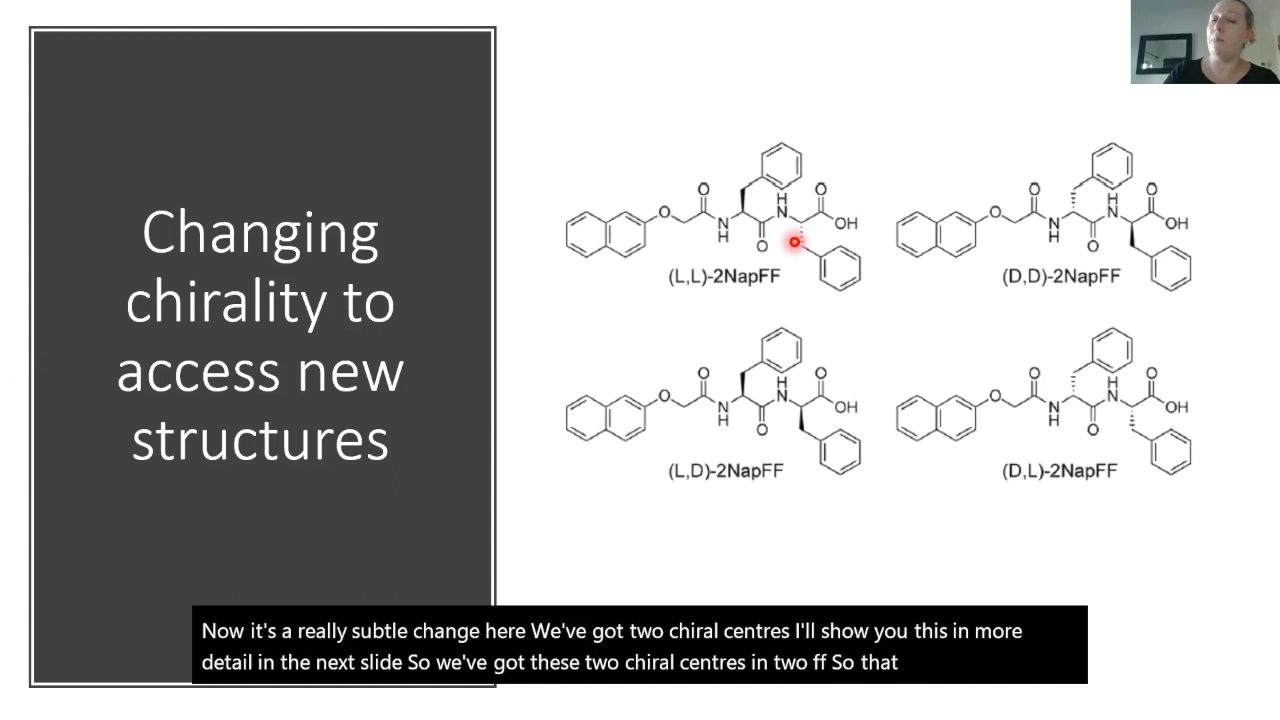 Changing
chirality to
access new
structures
O
O
N
H
O
H
N
O
OH
(L,L)-2NapFF
O
O
N
H
O
H
N
O
OH
(D,D)-2NapFF
O
O
N
H
O
H
N
O
OH
(L,D)-2NapFF
O
O
N
H
O
H
N
O
OH
(D,L)-2NapFF
Now it's a really subtle change here We've got two chiral centres I'll show you this in more
detail in the next slide So we've got these two chiral centres in two ff So that